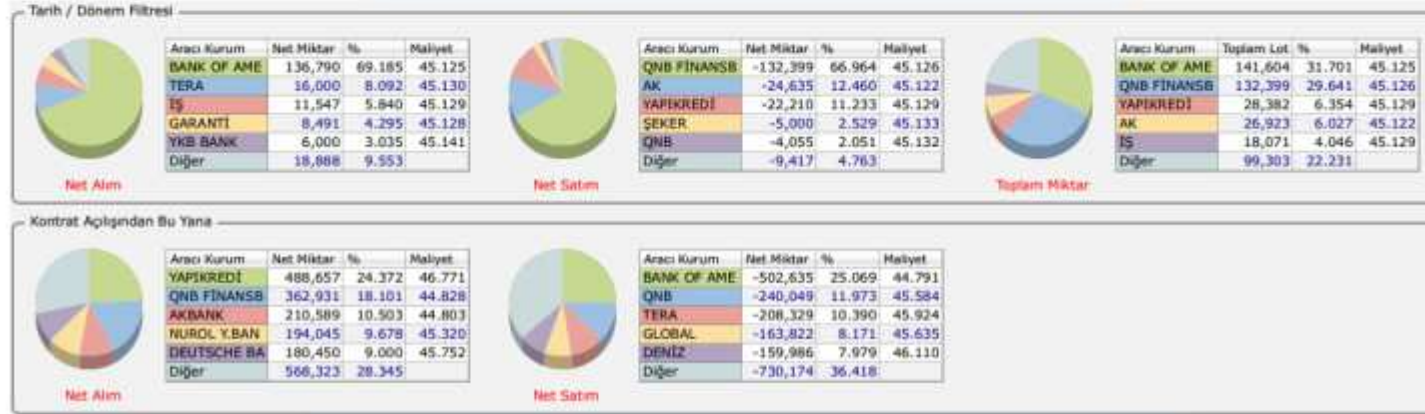 Tarih / Dönem Filtresi
Aracı Kurum Net Miktar % Maliyet
BANK OF AME 136,790 69.185 45.125
TERA 16,000 8.092 45.130
İŞ 11,547 5.840 45.129
GARANTİ 8,491 4.295 45.128
YKB BANK 6,000 3.035 45.141
Diğer 18,888 9.553
Net Alım
Aracı Kurum Net Miktar % Maliyet
QNB FİNANSB -132,399 66.964 45.126
AK -24,635 12.460 45.122
YAPIKREDİ -22,210 11.233 45.129
ŞEKER -5,000 2.529 45.133
QNB -4,055 2.051 45.132
Diğer -9,417 4.763
Net Satım
Aracı Kurum Toplam Lot % Maliyet
BANK OF AME 141,604 31.701 45.125
QNB FİNANSB 132,399 29.641 45.126
YAPIKREDİ 28,382 6.354 45.129
AK 26,923 6.027 45.122
İŞ 18,071 4.046 45.129
Diğer 99,303 22.231
Toplam Miktar
Kontrat Açılışından Bu Yana
Aracı Kurum Net Miktar % Maliyet
YAPIKREDİ 488,657 24.372 46.771
QNB FİNANSB 362,931 18.101 44.828
AKBANK 210,589 10.503 44.803
NUROL Y.BAN 194,045 9.678 45.320
DEUTSCHE BA 180,450 9.000 45.752
Diğer 568,323 28.345
Net Alım
Aracı Kurum Net Miktar % Maliyet
BANK OF AME -502,635 25.069 44.791
QNB -240,049 11.973 45.584
TERA -208,329 10.390 45.924
GLOBAL -163,822 8.171 45.635
DENİZ -159,986 7.979 46.110
Diğer -730,174 36.418
Net Satım